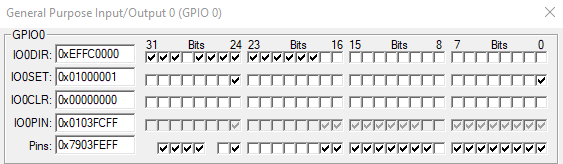 General Purpose Input/Output 0 (GPIO 0)
GPIO0
31 Bits 24 23 Bits 16 15 Bits 8 7 Bits 0
IO0DIR: 0xEFFC0000
IO0SET: 0x01000001
IO0CLR: 0x00000000
IO0PIN: 0x0103FCFF
Pins: 0x7903FEFF